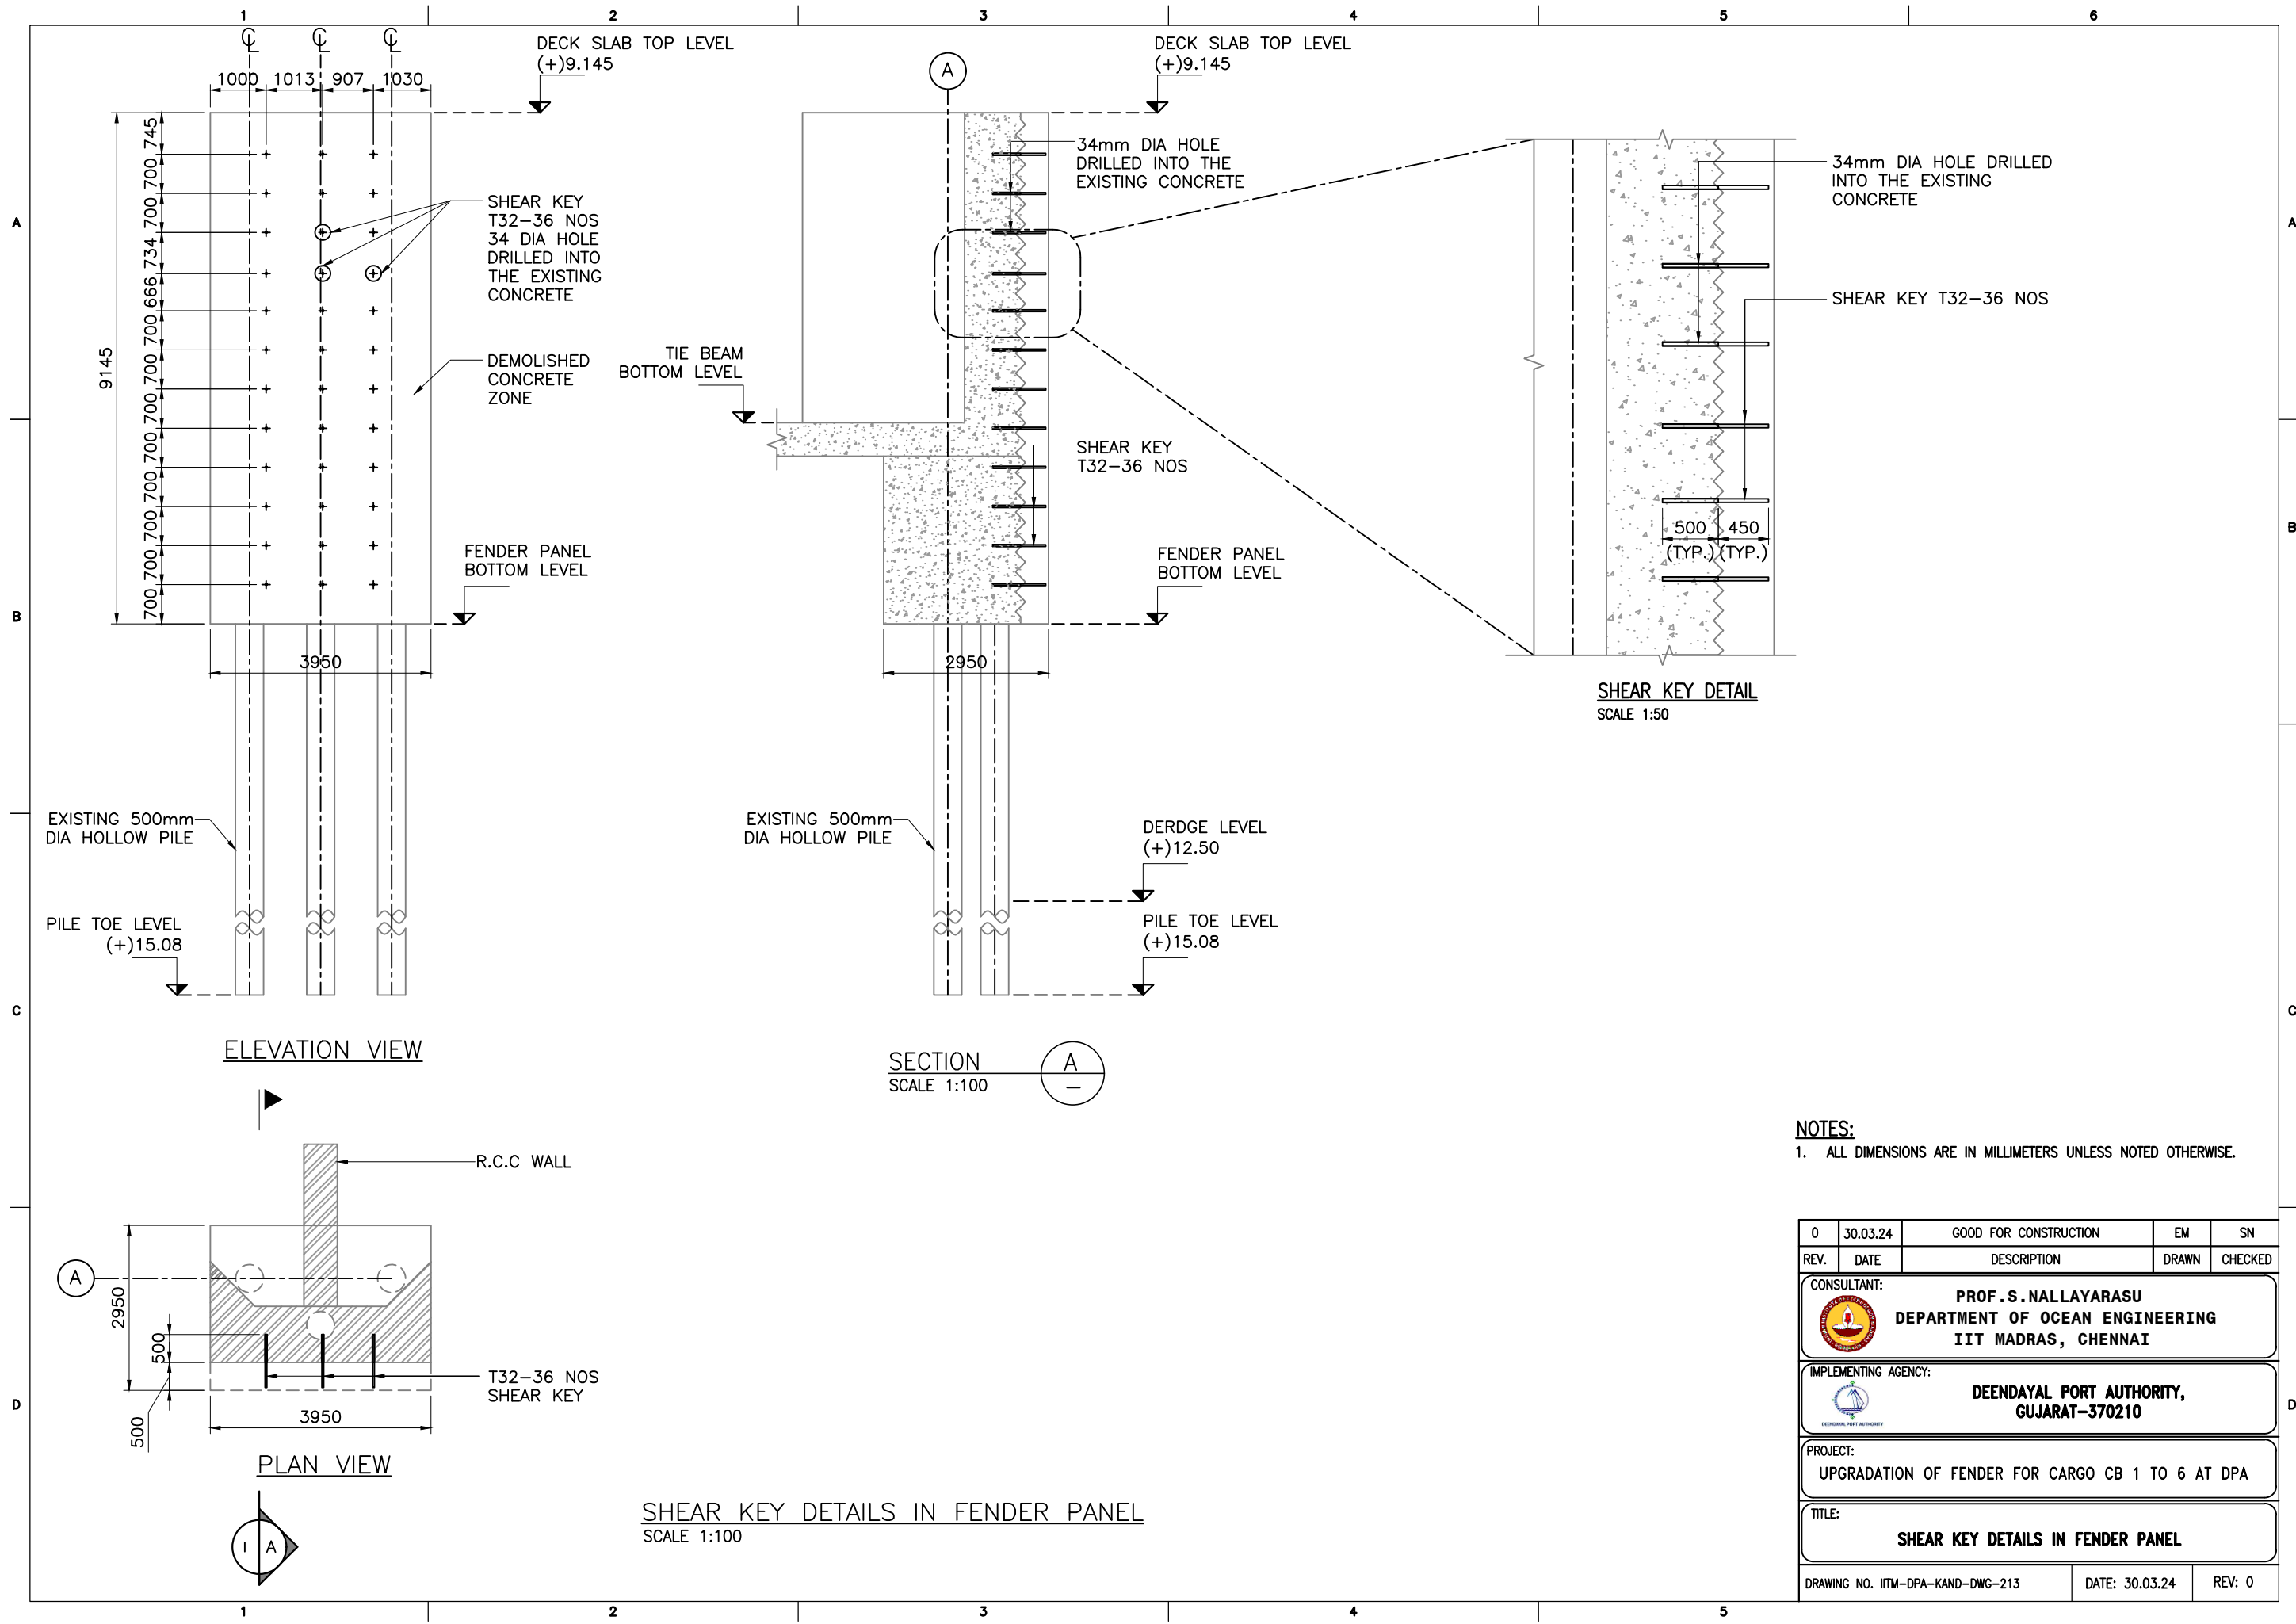 1 2 3 4 5 6
A
B
C
D
A
B
B
C
D
℄ ℄ ℄
1000 1013 907 1030
DECK SLAB TOP LEVEL
(+)9.145
9145
745
700
700
734
666
700
700
700
700
700
700
700
700
SHEAR KEY
T32-36 NOS
34 DIA HOLE
DRILLED INTO
THE EXISTING
CONCRETE
DEMOLISHED
CONCRETE
ZONE
FENDER PANEL
BOTTOM LEVEL
3950
EXISTING 500mm
DIA HOLLOW PILE
PILE TOE LEVEL
(+)15.08
ELEVATION VIEW
A
DECK SLAB TOP LEVEL
(+)9.145
34mm DIA HOLE
DRILLED INTO THE
EXISTING CONCRETE
TIE BEAM
BOTTOM LEVEL
SHEAR KEY
T32-36 NOS
FENDER PANEL
BOTTOM LEVEL
2950
EXISTING 500mm
DIA HOLLOW PILE
DERDGE LEVEL
(+)12.50
PILE TOE LEVEL
(+)15.08
SECTION
SCALE 1:100
A
–
34mm DIA HOLE DRILLED
INTO THE EXISTING
CONCRETE
SHEAR KEY T32-36 NOS
500 450
(TYP.) (TYP.)
SHEAR KEY DETAIL
SCALE 1:50
R.C.C WALL
A
2950
500
500
T32-36 NOS
SHEAR KEY
3950
PLAN VIEW
I A
SHEAR KEY DETAILS IN FENDER PANEL
SCALE 1:100
NOTES:
1. ALL DIMENSIONS ARE IN MILLIMETERS UNLESS NOTED OTHERWISE.
0 30.03.24 GOOD FOR CONSTRUCTION EM SN
REV. DATE DESCRIPTION DRAWN CHECKED
CONSULTANT:
PROF.S.NALLAYARASU
DEPARTMENT OF OCEAN ENGINEERING
IIT MADRAS, CHENNAI
IMPLEMENTING AGENCY:
DEENDAYAL PORT AUTHORITY
DEENDAYAL PORT AUTHORITY,
GUJARAT-370210
PROJECT:
UPGRADATION OF FENDER FOR CARGO CB 1 TO 6 AT DPA
TITLE:
SHEAR KEY DETAILS IN FENDER PANEL
DRAWING NO. IITM-DPA-KAND-DWG-213 DATE: 30.03.24 REV: 0
1 2 3 4 5